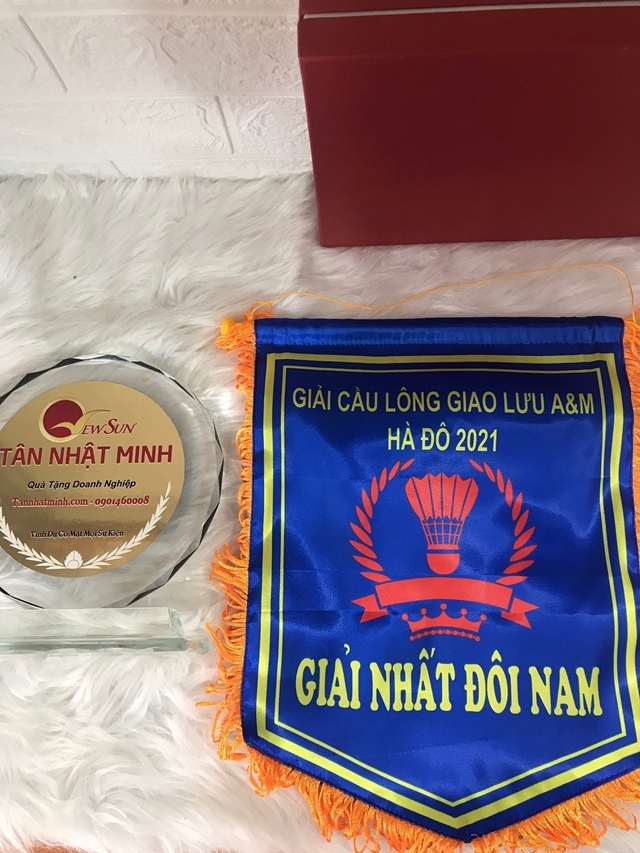 NEWSUN
TÂN NHẬT MINH
Quà Tặng Doanh Nghiệp
Tannhatminh.com - 0901460008
Vinh Dự Có Mặt Mọi Sự Kiện
GIẢI CẦU LÔNG GIAO LƯU A&M
HÀ ĐÔ 2021
GIẢI NHẤT ĐÔI NAM